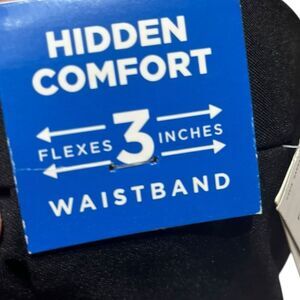 HIDDEN
COMFORT
FLEXES 3 INCHES
WAISTBAND